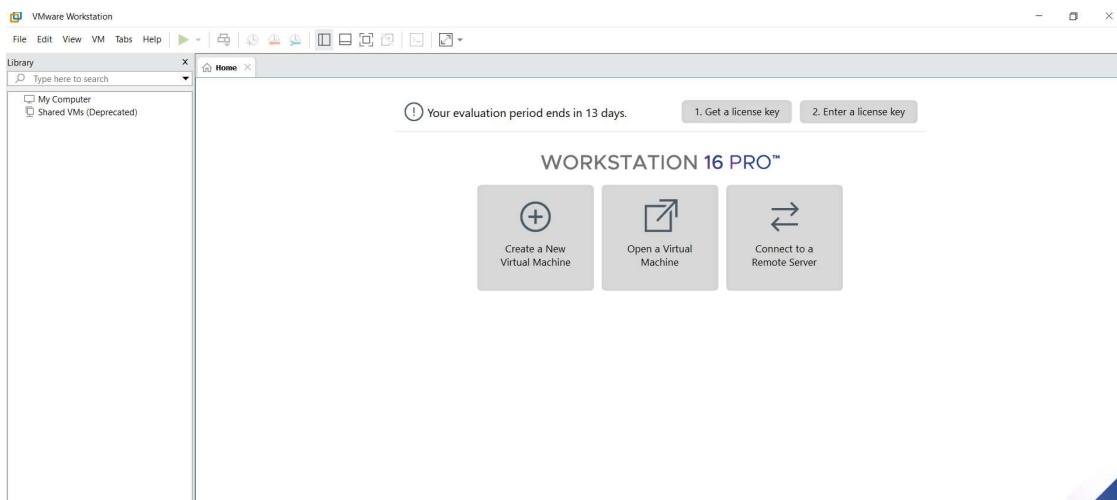 VMware Workstation
File Edit View VM Tabs Help
Library
Home
Type here to search
My Computer
Shared VMs (Deprecated)
Your evaluation period ends in 13 days.
1. Get a license key
2. Enter a license key
WORKSTATION 16 PRO™
Create a New
Virtual Machine
Open a Virtual
Machine
Connect to a
Remote Server